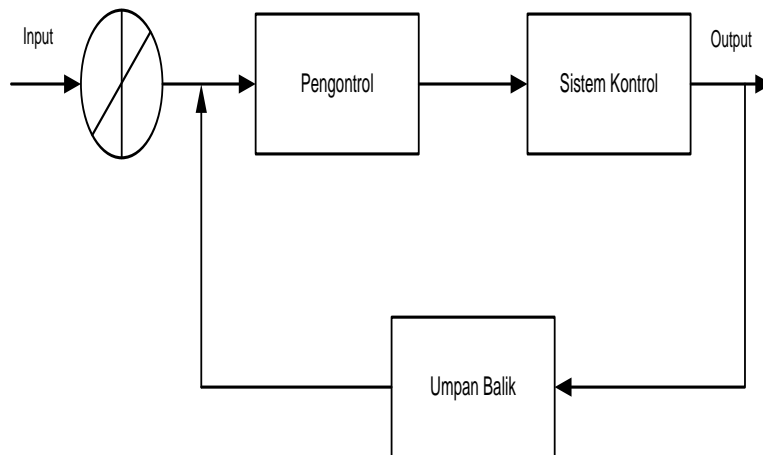 Input
Pengontrol
Sistem Kontrol
Output
Umpan Balik